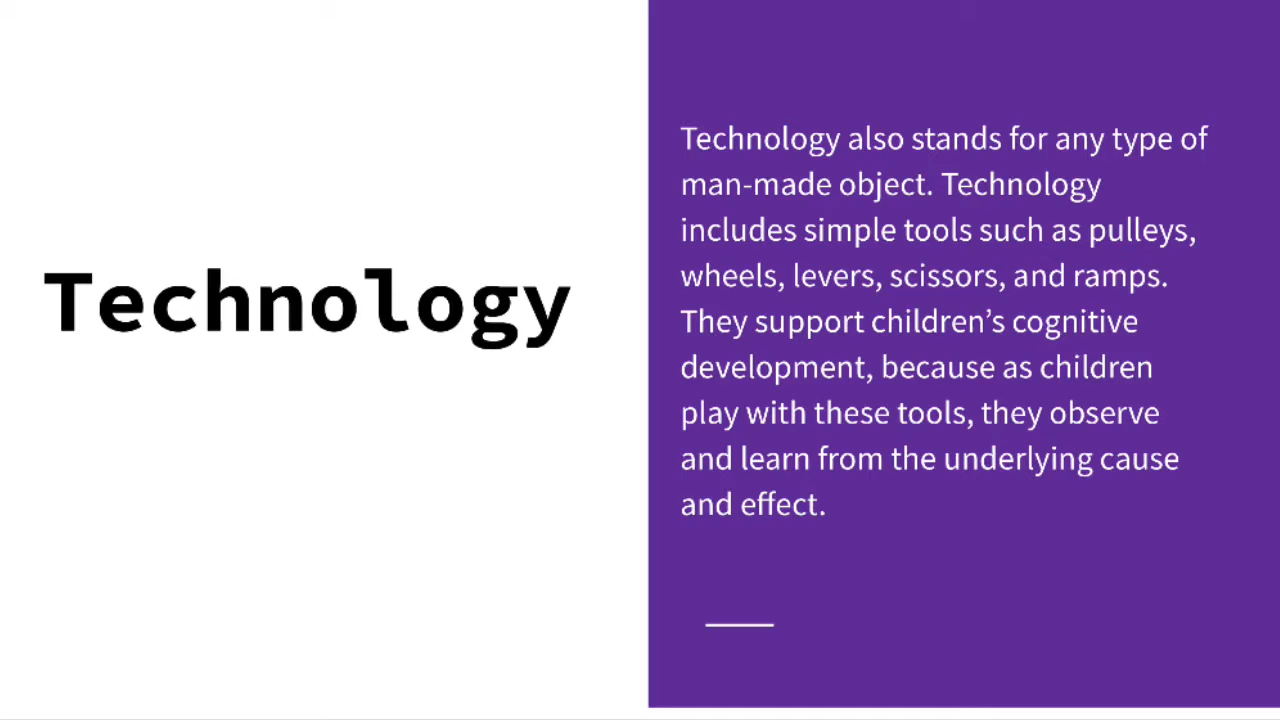 Technology
Technology also stands for any type of
man-made object. Technology
includes simple tools such as pulleys,
wheels, levers, scissors, and ramps.
They support children’s cognitive
development, because as children
play with these tools, they observe
and learn from the underlying cause
and effect.